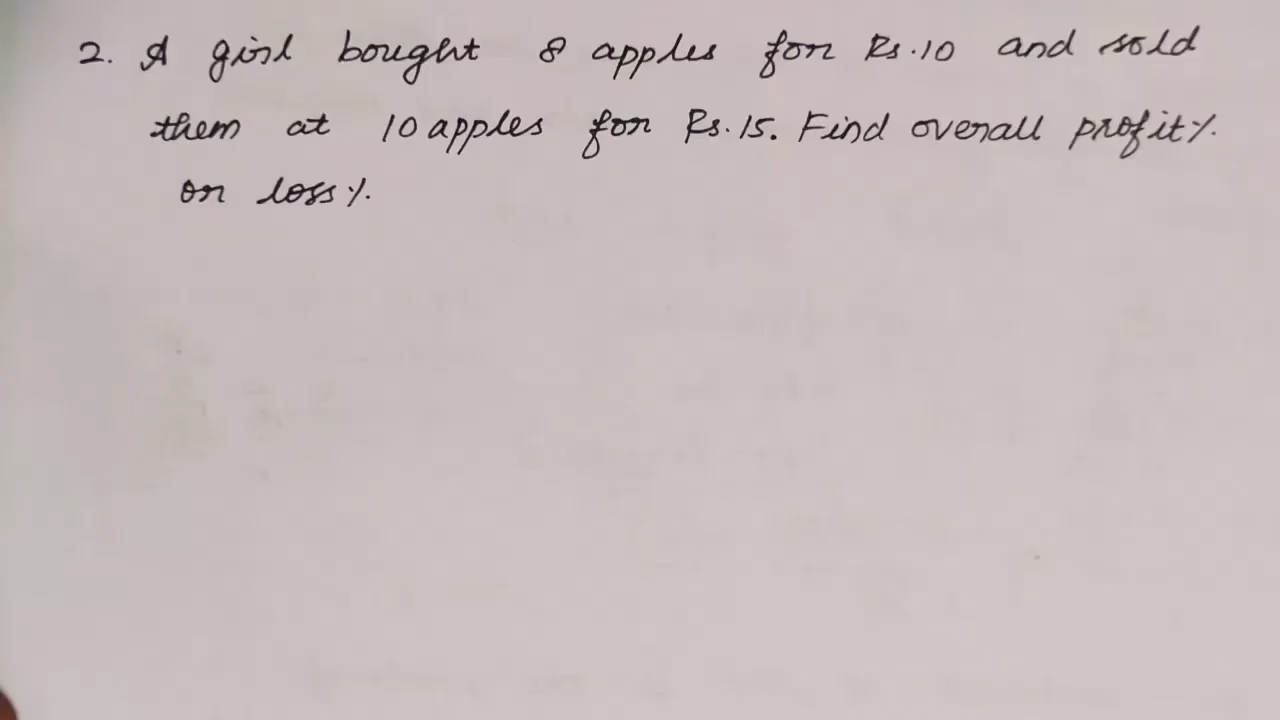 2. A girl bought 8 apples for Rs.10 and sold
them at 10 apples for Rs.15. Find overall profit%
or loss%.